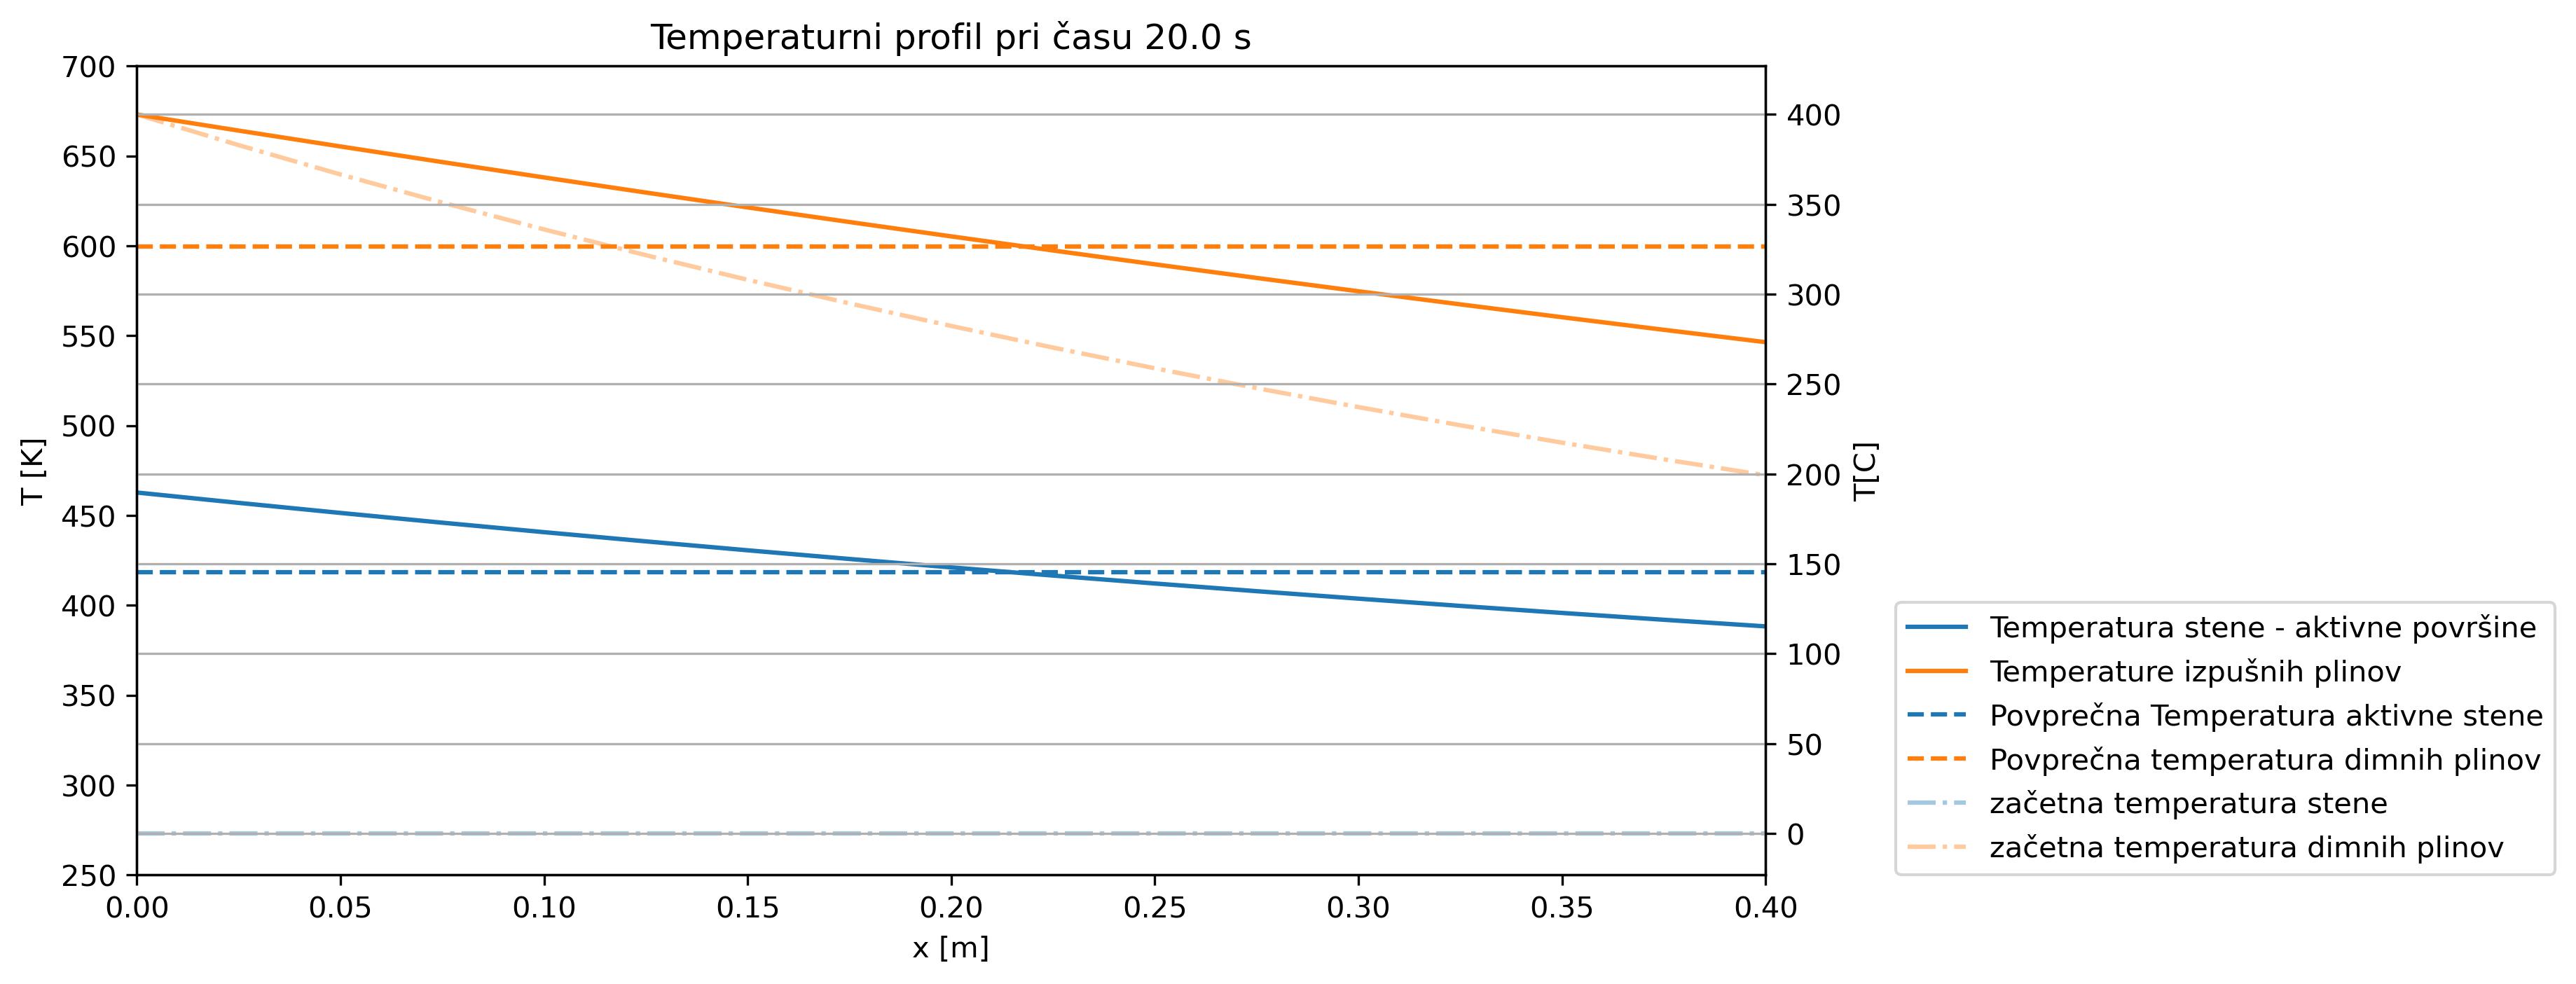 Temperaturni profil pri času 20.0 s
T [K]
700
650
600
550
500
450
400
350
300
250
0.00
0.05
0.10
0.15
0.20
0.25
0.30
0.35
0.40
x [m]
400
350
300
250
200
150
100
50
0
T[C]
Temperatura stene - aktivne površine
Temperature izpušnih plinov
Povprečna Temperatura aktivne stene
Povprečna temperatura dimnih plinov
začetna temperatura stene
začetna temperatura dimnih plinov